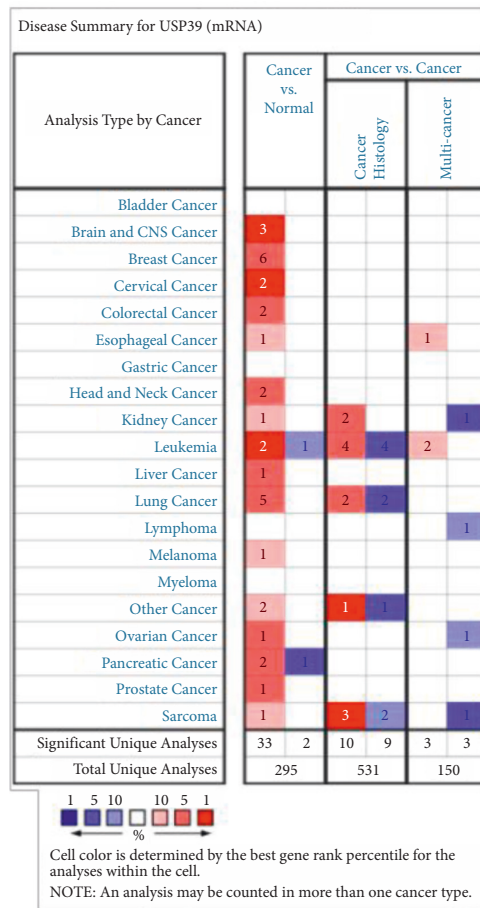 Disease Summary for USP39 (mRNA)
Analysis Type by Cancer
Cancer
vs.
Normal
Cancer vs. Cancer
Cancer
Histology
Multi-cancer
Bladder Cancer
Brain and CNS Cancer 3
Breast Cancer 6
Cervical Cancer 2
Colorectal Cancer 2
Esophageal Cancer 1 1
Gastric Cancer
Head and Neck Cancer 2
Kidney Cancer 1 2 1
Leukemia 2 1 4 4 2
Liver Cancer 1
Lung Cancer 5 2 2
Lymphoma 1
Melanoma 1
Myeloma
Other Cancer 2 1 1
Ovarian Cancer 1 1
Pancreatic Cancer 2 1
Prostate Cancer 1
Sarcoma 1 3 2 1
Significant Unique Analyses 33 2 10 9 3 3
Total Unique Analyses 295 531 150
1 5 10 10 5 1
%
Cell color is determined by the best gene rank percentile for the
analyses within the cell.
NOTE: An analysis may be counted in more than one cancer type.